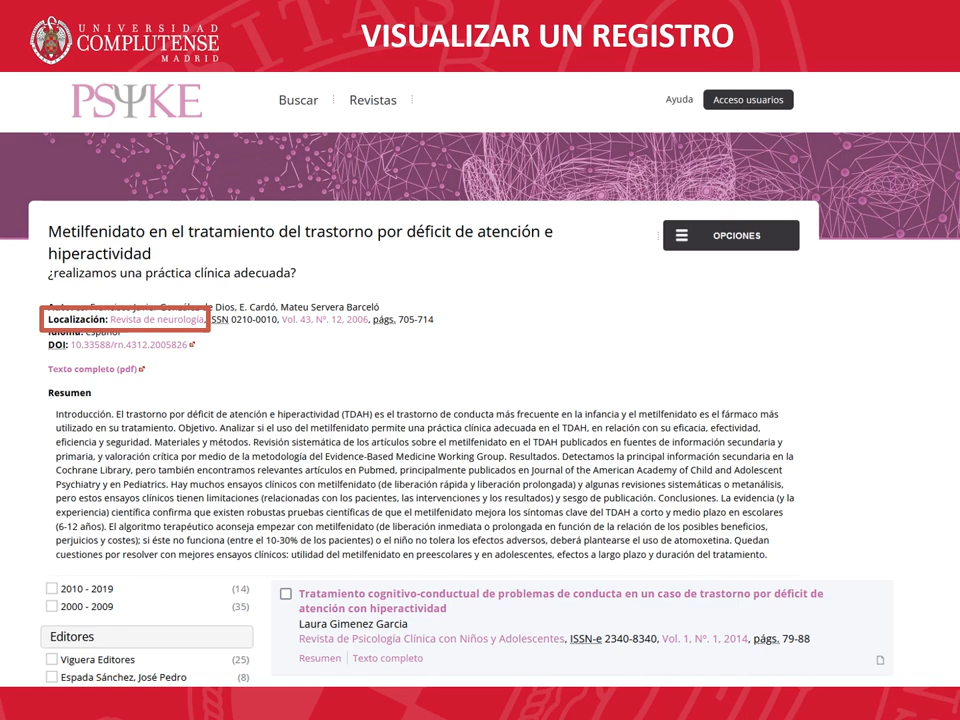 UNIVERSIDAD
COMPLUTENSE
MADRID
VISUALIZAR UN REGISTRO
PSYKE
Buscar
Revistas
Ayuda
Acceso usuarios
Metilfenidato en el tratamiento del trastorno por déficit de atención e
hiperactividad
¿realizamos una práctica clínica adecuada?
OPCIONES
Autores: Francisco Javier González de Dios, E. Cardó, Mateu Servera Barceló
Localización: Revista de neurología, ISSN 0210-0010, Vol. 43, Nº. 12, 2006, págs. 705-714
Idioma: español
DOI: 10.33588/rn.4312.2005826
Texto completo (pdf)
Resumen
Introducción. El trastorno por déficit de atención e hiperactividad (TDAH) es el trastorno de conducta más frecuente en la infancia y el metilfenidato es el fármaco más
utilizado en su tratamiento. Objetivo. Analizar si el uso del metilfenidato permite una práctica clínica adecuada en el TDAH, en relación con su eficacia, efectividad,
eficiencia y seguridad. Materiales y métodos. Revisión sistemática de los artículos sobre el metilfenidato en el TDAH publicados en fuentes de información secundaria y
primaria, y valoración crítica por medio de la metodología del Evidence-Based Medicine Working Group. Resultados. Detectamos la principal información secundaria en la
Cochrane Library, pero también encontramos relevantes artículos en Pubmed, principalmente publicados en Journal of the American Academy of Child and Adolescent
Psychiatry y en Pediatrics. Hay muchos ensayos clínicos con metilfenidato (de liberación rápida y liberación prolongada) y algunas revisiones sistemáticas o metanálisis,
pero estos ensayos clínicos tienen limitaciones (relacionadas con los pacientes, las intervenciones y los resultados) y sesgo de publicación. Conclusiones. La evidencia (y la
experiencia) científica confirma que existen robustas pruebas científicas de que el metilfenidato mejora los síntomas clave del TDAH a corto y medio plazo en escolares
(6-12 años). El algoritmo terapéutico aconseja empezar con metilfenidato (de liberación inmediata o prolongada en función de la relación de los posibles beneficios,
perjuicios y costes); si éste no funciona (entre el 10-30% de los pacientes) o el niño no tolera los efectos adversos, deberá plantearse el uso de atomoxetina. Quedan
cuestiones por resolver con mejores ensayos clínicos: utilidad del metilfenidato en preescolares y en adolescentes, efectos a largo plazo y duración del tratamiento.
2010 - 2019 (14)
2000 - 2009 (35)
Editores
Viguera Editores (25)
Espada Sánchez, José Pedro (8)
Tratamiento cognitivo-conductual de problemas de conducta en un caso de trastorno por déficit de
atención con hiperactividad
Laura Gimenez Garcia
Revista de Psicología Clínica con Niños y Adolescentes, ISSN-e 2340-8340, Vol. 1, Nº. 1, 2014, págs. 79-88
Resumen
Texto completo